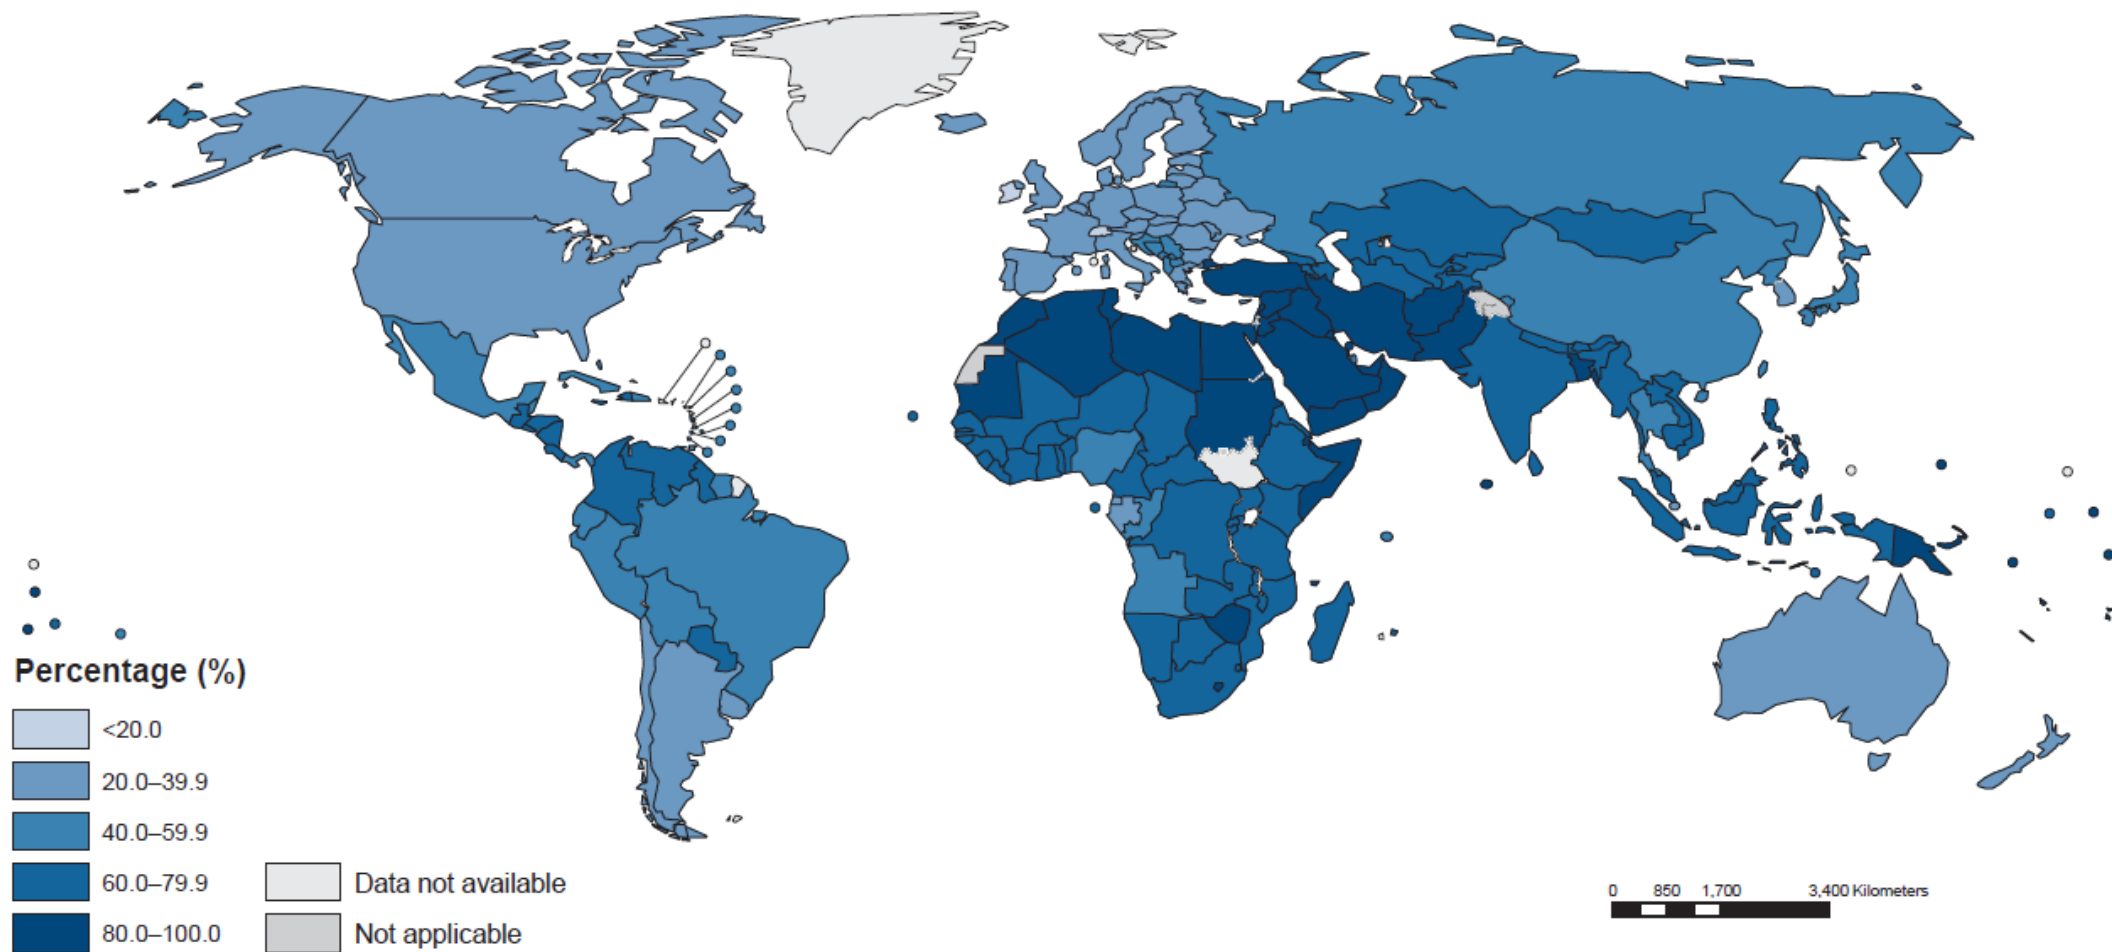 Percentage (%)
<20.0
20.0–39.9
40.0–59.9
60.0–79.9
80.0–100.0
Data not available
Not applicable
0 850 1,700 3,400 Kilometers